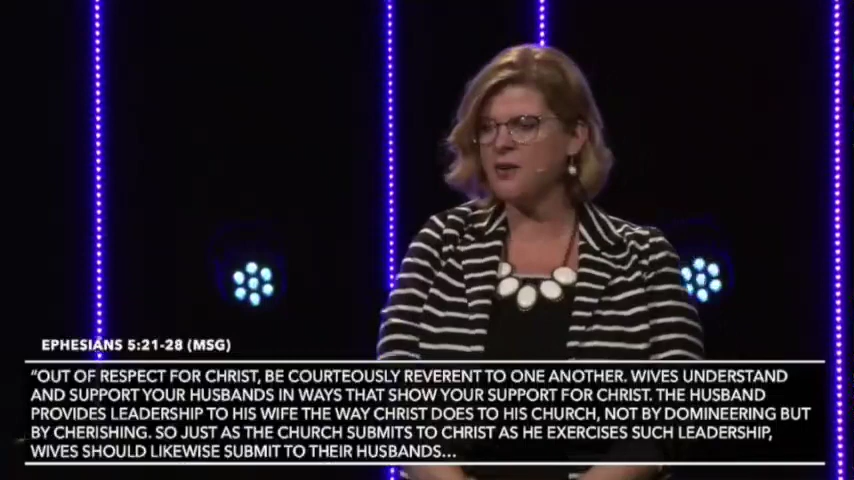 EPHESIANS 5:21-28 (MSG)
“OUT OF RESPECT FOR CHRIST, BE COURTEOUSLY REVERENT TO ONE ANOTHER. WIVES UNDERSTAND
AND SUPPORT YOUR HUSBANDS IN WAYS THAT SHOW YOUR SUPPORT FOR CHRIST. THE HUSBAND
PROVIDES LEADERSHIP TO HIS WIFE THE WAY CHRIST DOES TO HIS CHURCH, NOT BY DOMINEERING BUT
BY CHERISHING. SO JUST AS THE CHURCH SUBMITS TO CHRIST AS HE EXERCISES SUCH LEADERSHIP,
WIVES SHOULD LIKEWISE SUBMIT TO THEIR HUSBANDS...